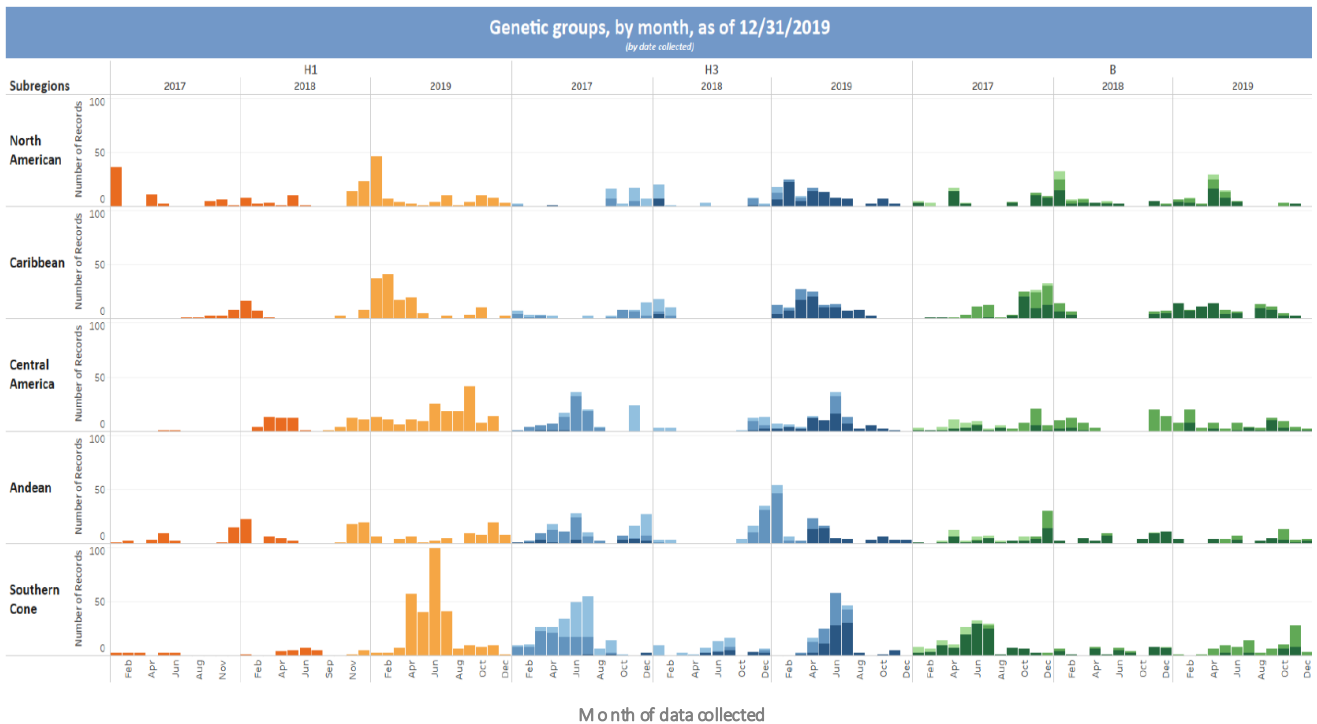 Genetic groups, by month, as of 12/31/2019
(by date collected)
H1 H3 B
Subregions 2017 2018 2019 2017 2018 2019 2017 2018 2019
North American
Number of Records
100
50
0
Caribbean
Number of Records
100
50
0
Central America
Number of Records
100
50
0
Andean
Number of Records
100
50
0
Southern Cone
Number of Records
100
50
0
Feb Apr Jun Aug Nov Feb Apr Jun Sep Nov Feb Apr Jun Aug Oct Dec Feb Apr Jun Aug Oct Dec Feb Apr Jun Oct Dec Feb Apr Jun Aug Oct Dec Feb Apr Jun Aug Oct Dec Feb Apr Jun Oct Dec Feb Apr Jun Aug Oct Dec
Month of data collected